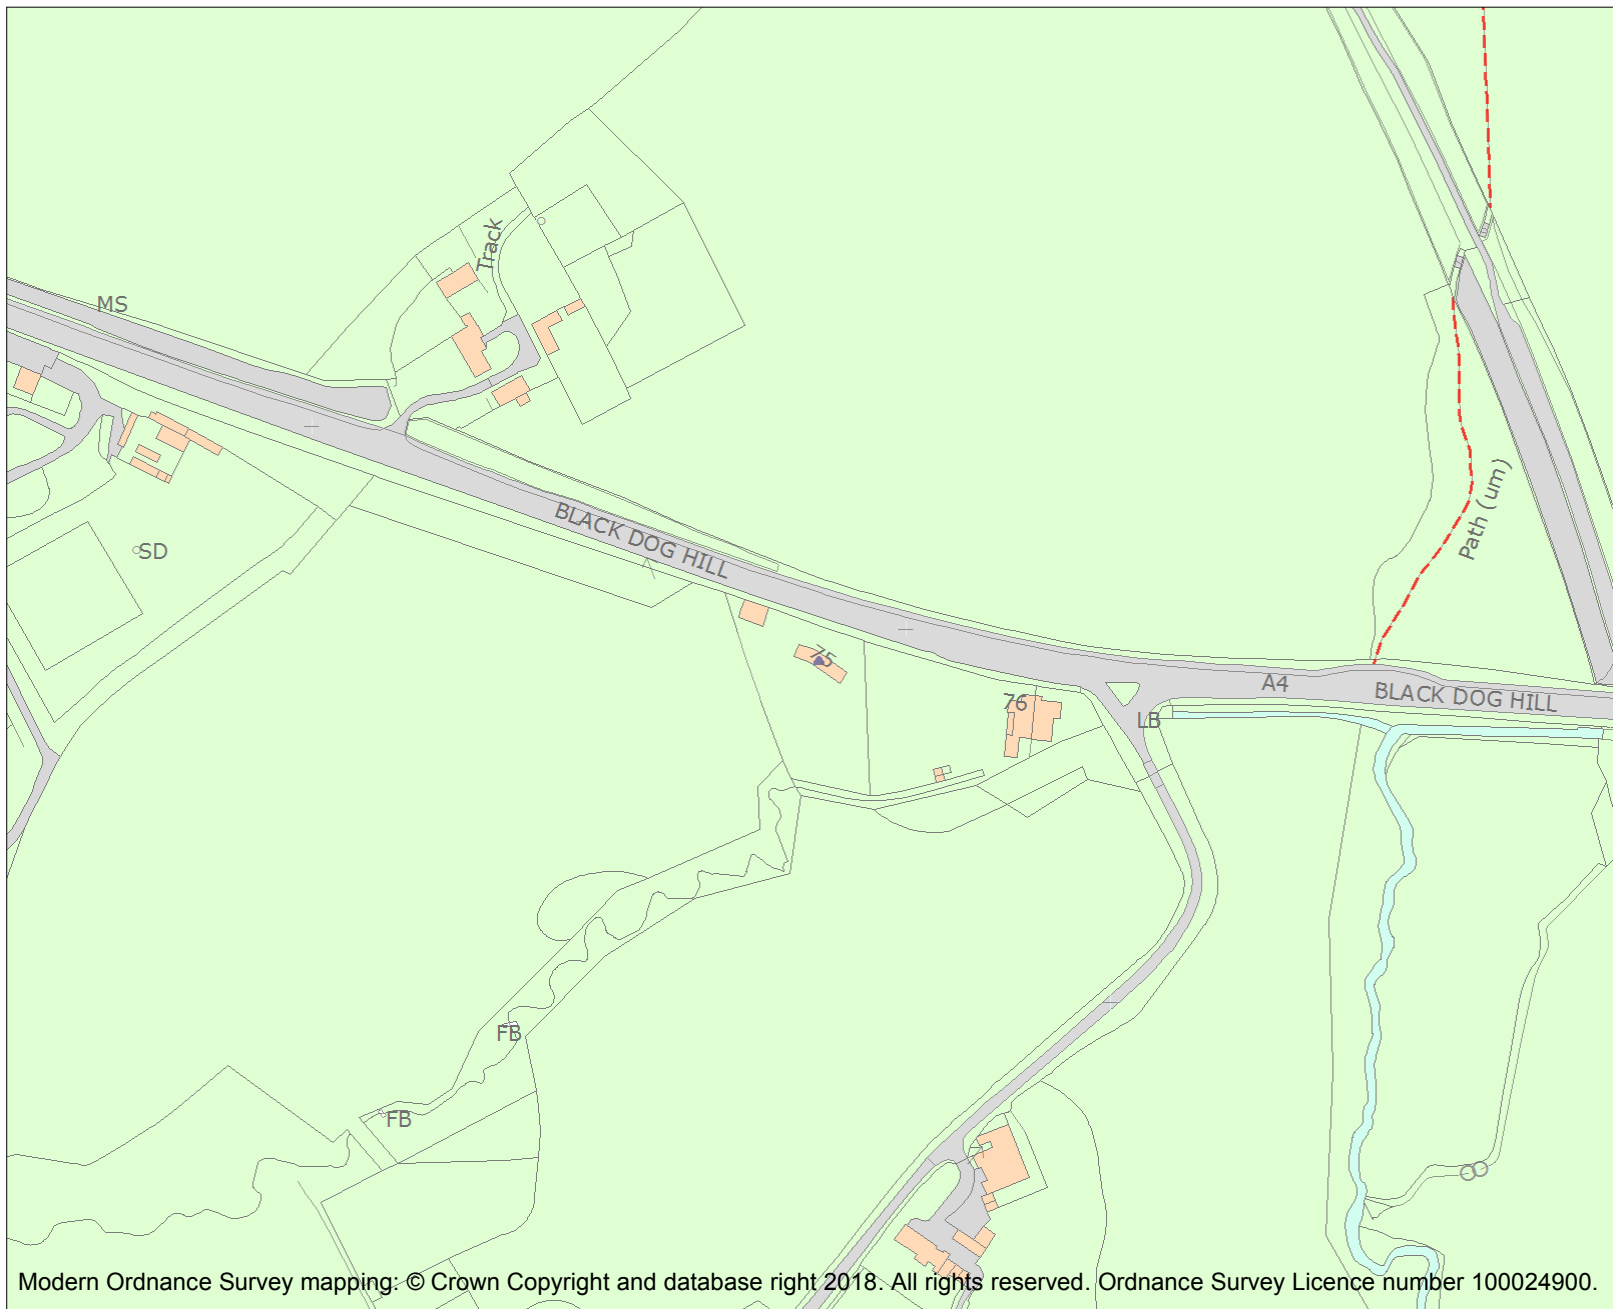 Track
MS
BLACK DOG HILL
SD
Path (um)
75
A4
BLACK DOG HILL
76
LB
FB
FB
Modern Ordnance Survey mapping: © Crown Copyright and database right 2018. All rights reserved. Ordnance Survey Licence number 100024900.